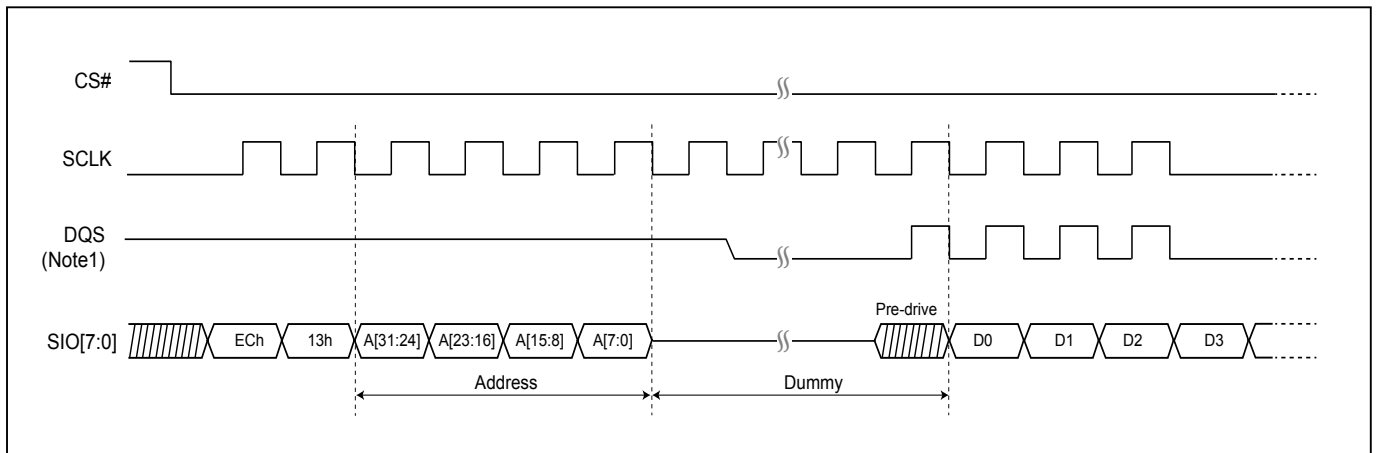 CS#
SCLK
DQS
(Note1)
Pre-drive
SIO[7:0] ECh 13h A[31:24] A[23:16] A[15:8] A[7:0] D0 D1 D2 D3
Address Dummy